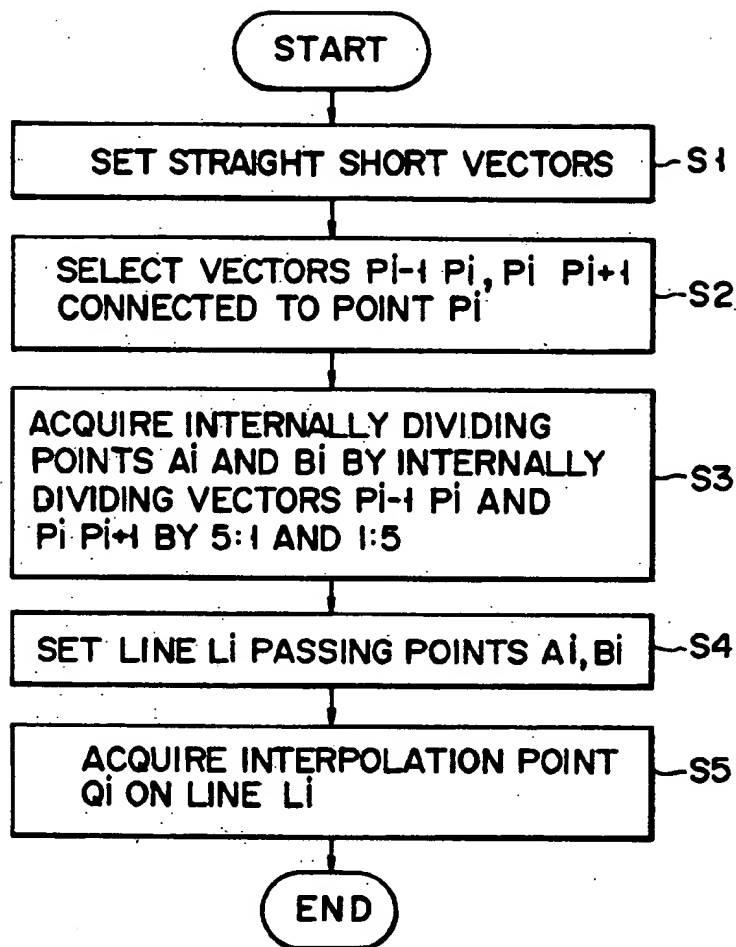 START
SET STRAIGHT SHORT VECTORS
S1
SELECT VECTORS Pi-1 Pi, Pi Pi+1
CONNECTED TO POINT Pi
S2
ACQUIRE INTERNALLY DIVIDING
POINTS Ai AND Bi BY INTERNALLY
DIVIDING VECTORS Pi-1 Pi AND
Pi Pi+1 BY 5:1 AND 1:5
S3
SET LINE Li PASSING POINTS Ai, Bi
S4
ACQUIRE INTERPOLATION POINT
Qi ON LINE Li
S5
END